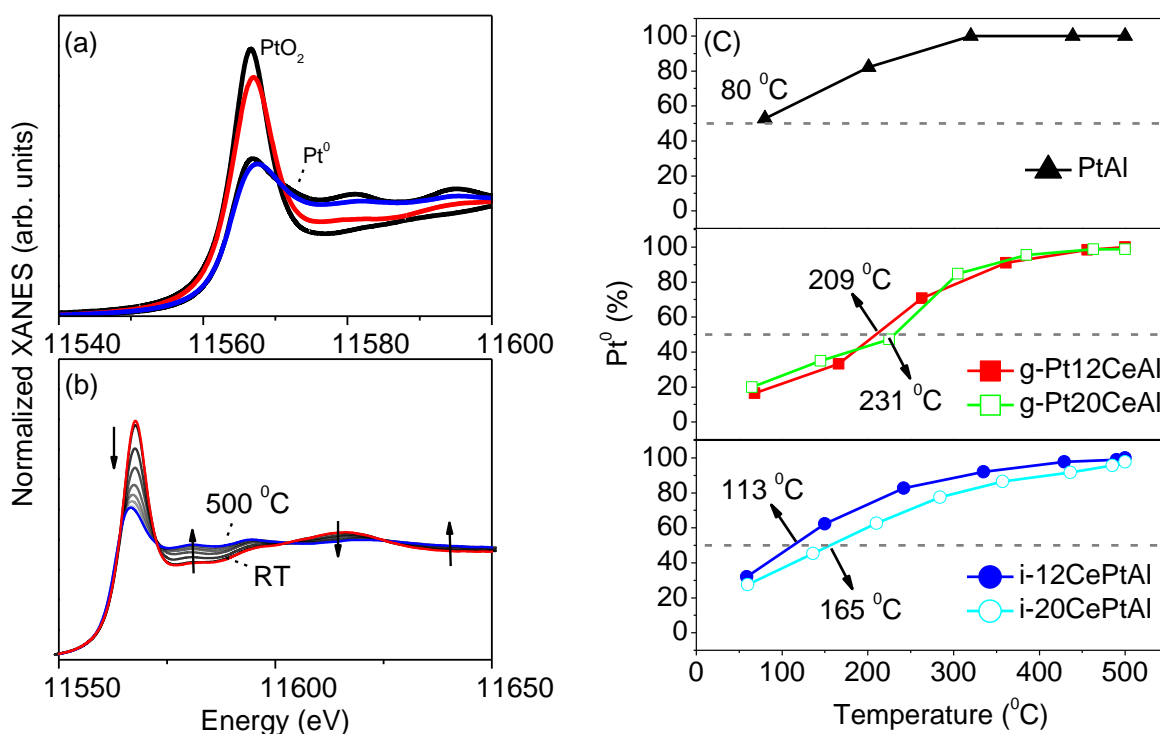 (a)
PtO₂
Pt⁰
11540 11560 11580 11600
(b)
500 ⁰C
RT
11550 11600 11650
Energy (eV)
Normalized XANES (arb. units)
(C)
100
80
60
40
20
0
80 ⁰C
PtAl
100
80
60
40
20
0
209 ⁰C
231 ⁰C
g-Pt12CeAl
g-Pt20CeAl
100
80
60
40
20
0
113 ⁰C
165 ⁰C
i-12CePtAl
i-20CePtAl
0 100 200 300 400 500
Temperature (⁰C)
Pt⁰ (%)